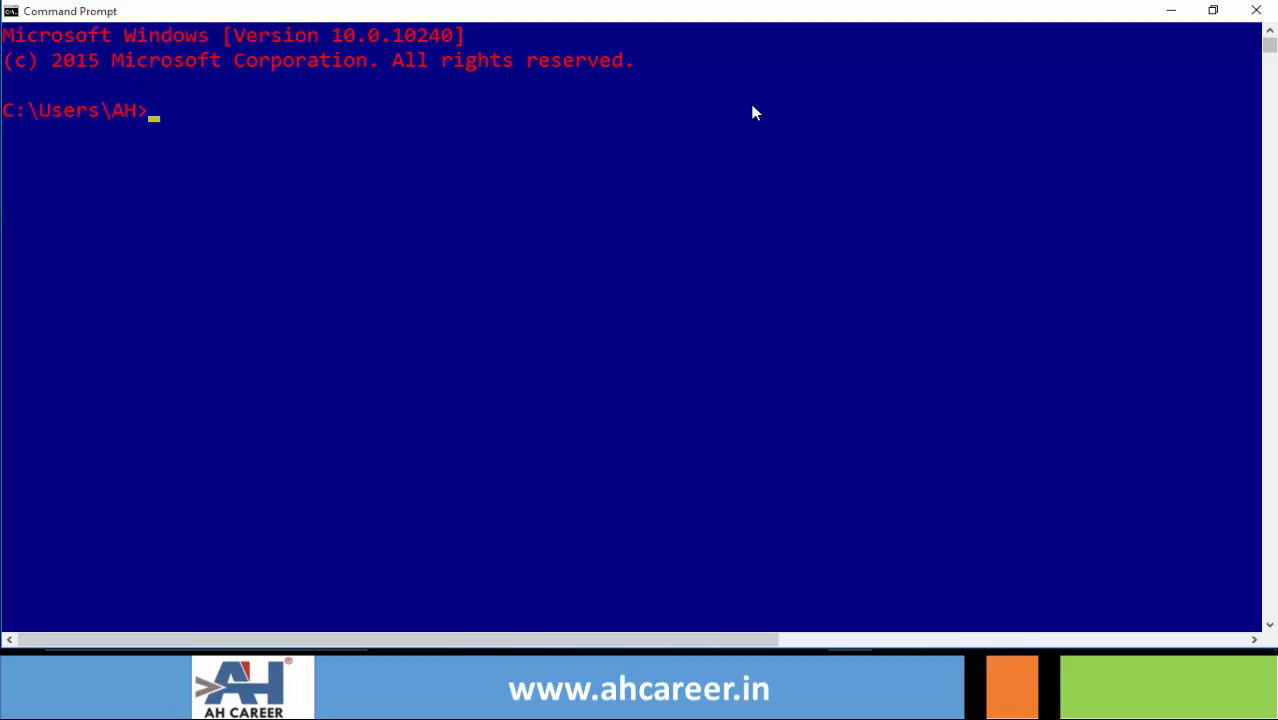 Command Prompt
Microsoft Windows [Version 10.0.10240]
(c) 2015 Microsoft Corporation. All rights reserved.
C:\Users\AH>
AH
®
AH CAREER
www.ahcareer.in